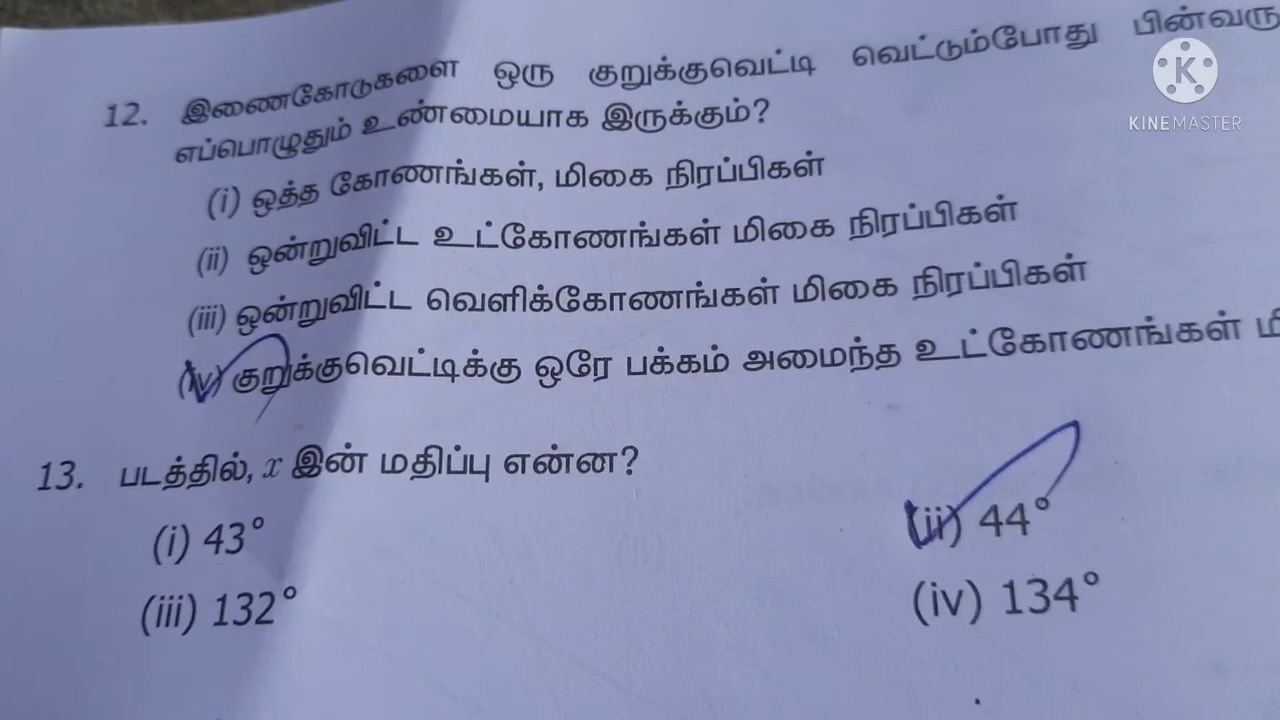 12. இணைகோடுகளை ஒரு குறுக்குவெட்டி வெட்டும்போது பின்வரு
எப்பொழுதும் உண்மையாக இருக்கும்?
(i) ஒத்த கோணங்கள், மிகை நிரப்பிகள்
(ii) ஒன்றுவிட்ட உட்கோணங்கள் மிகை நிரப்பிகள்
(iii) ஒன்றுவிட்ட வெளிக்கோணங்கள் மிகை நிரப்பிகள்
(iv) குறுக்குவெட்டிக்கு ஒரே பக்கம் அமைந்த உட்கோணங்கள் மி
13. படத்தில், x இன் மதிப்பு என்ன?
(i) 43° (ii) 44°
(iii) 132° (iv) 134°
K
KINEMASTER